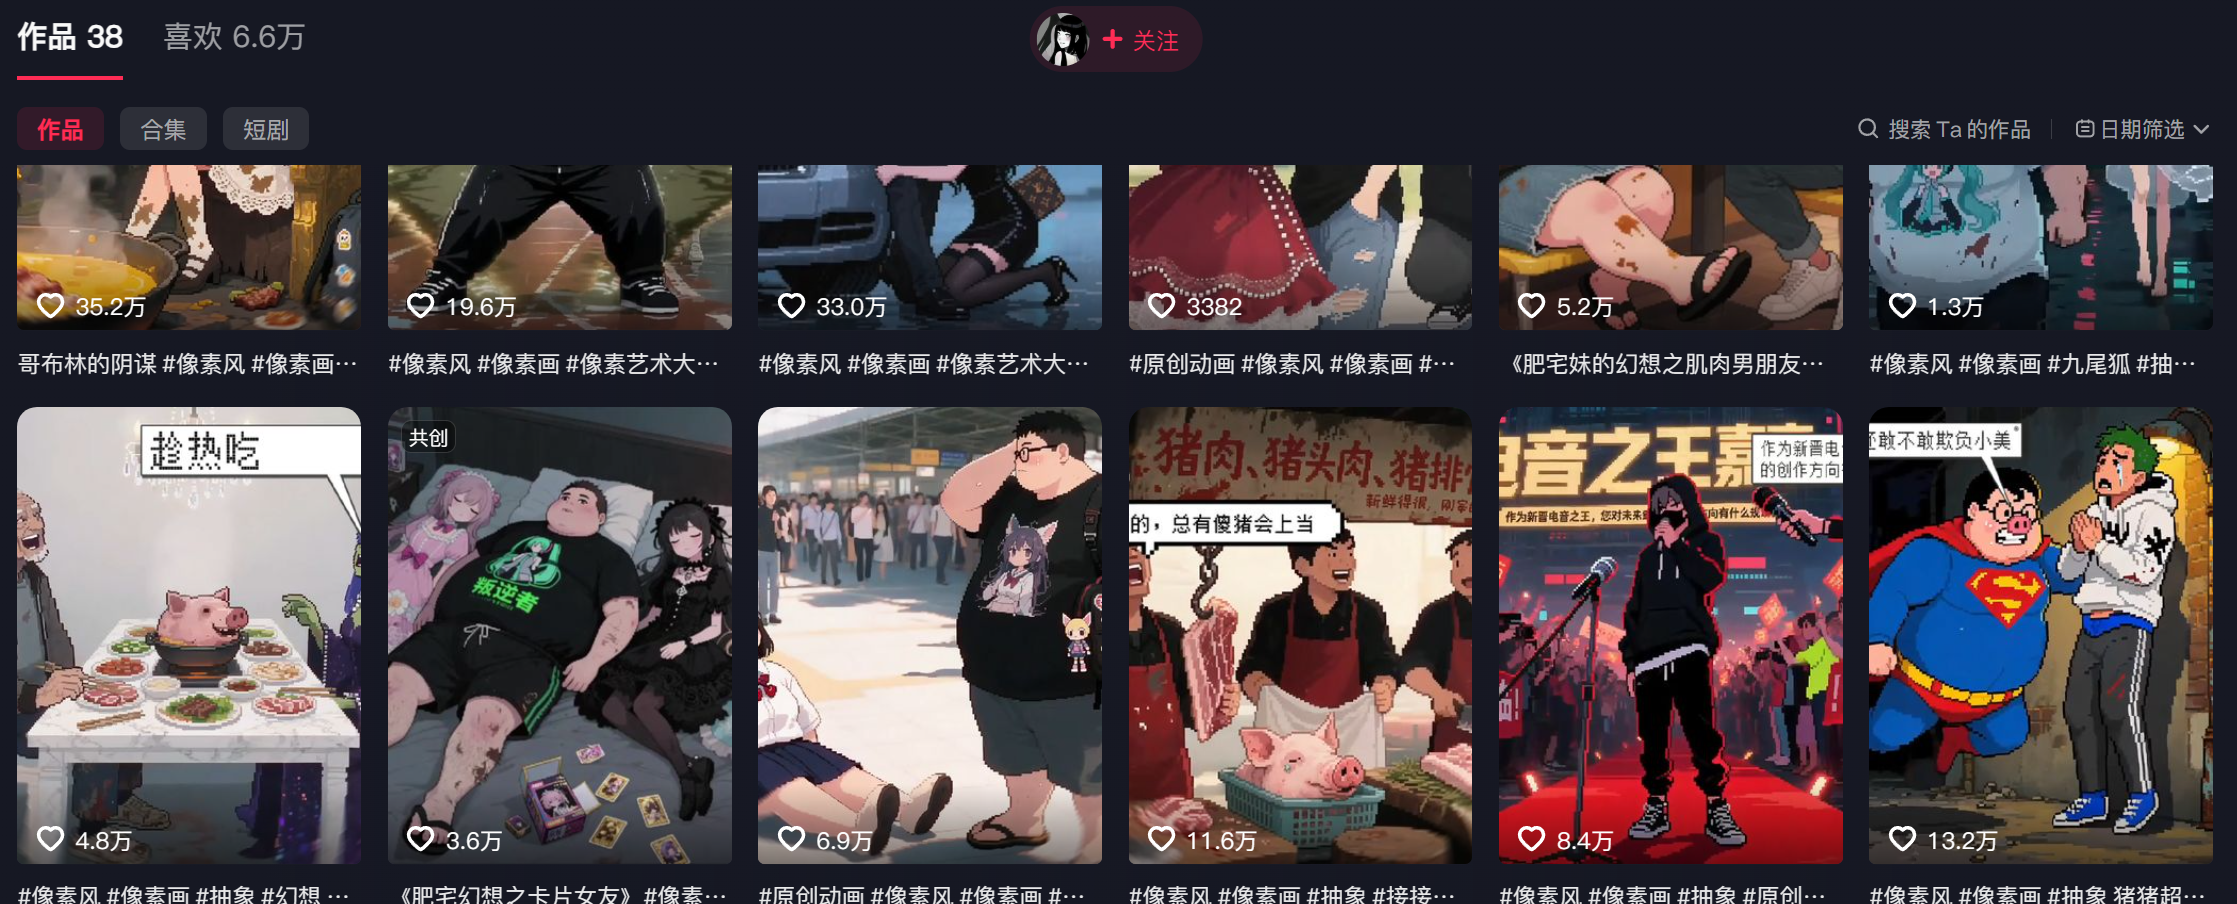 作品 38
喜欢 6.6万
关注
作品
合集
短剧
搜索 Ta 的作品
日期筛选
35.2万
19.6万
33.0万
3382
5.2万
1.3万
哥布林的阴谋 #像素风 #像素画…
#像素风 #像素画 #像素艺术大…
#像素风 #像素画 #像素艺术大…
#原创动画 #像素风 #像素画 #…
《肥宅妹的幻想之肌肉男朋友…
#像素风 #像素画 #九尾狐 #抽…
趁热吃
4.8万
共创
叛逆者
3.6万
6.9万
猪肉、猪头肉、猪排
新鲜得很，刚宰
的，总有傻猪会上当
11.6万
电音之王嘉
作为新晋电
的创作方向
作为新晋电音之王，您对未来
向有什么规
8.4万
还敢不敢欺负小美
13.2万
#像素风 #像素画 #抽象 #幻想 …
《肥宅幻想之卡片女友》 #像素…
#原创动画 #像素风 #像素画 #…
#像素风 #像素画 #抽象 #接接…
#像素风 #像素画 #抽象 #原创…
#像素风 #像素画 #抽象 猪猪超…